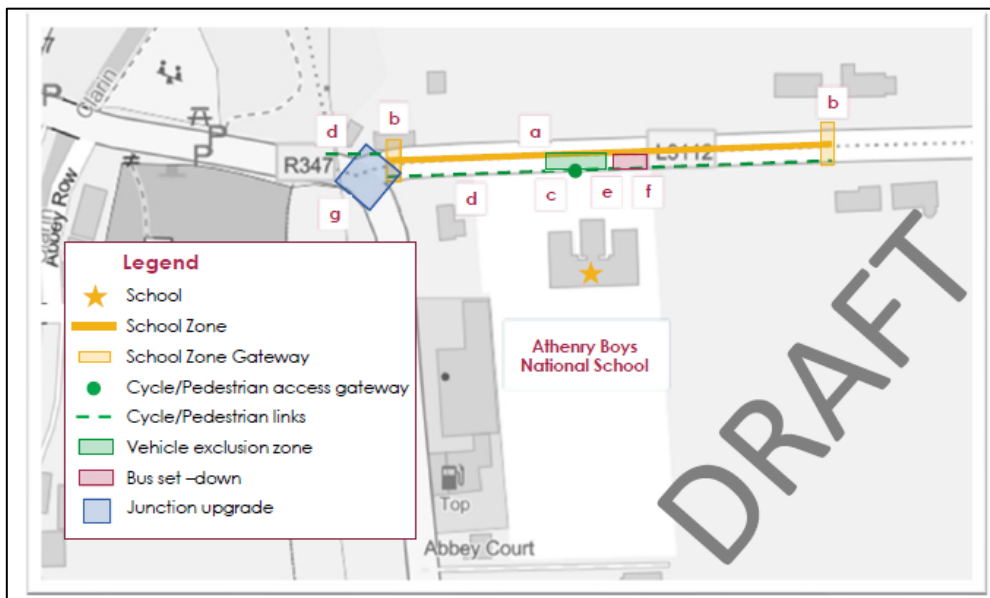 Clarin
P
b
b
d
a
P
P
R347
L3112
d
c
e
f
g
Abbey Row
Clarin
Legend
School
School Zone
School Zone Gateway
Cycle/Pedestrian access gateway
Cycle/Pedestrian links
Vehicle exclusion zone
Bus set –down
Junction upgrade
Athenry Boys
National School
Top
Abbey Court
DRAFT